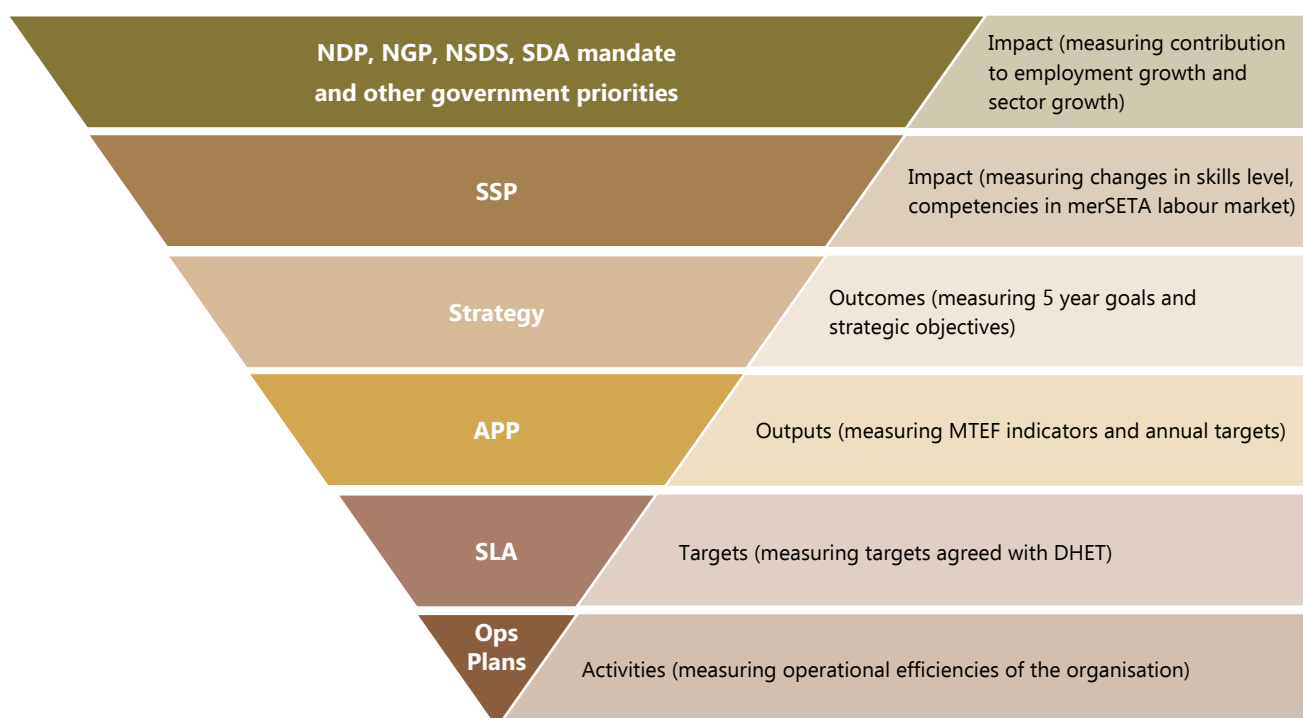 NDP, NGP, NSDS, SDA mandate
and other government priorities
Impact (measuring contribution
to employment growth and
sector growth)
SSP
Impact (measuring changes in skills level,
competencies in merSETA labour market)
Strategy
Outcomes (measuring 5 year goals and
strategic objectives)
APP
Outputs (measuring MTEF indicators and annual targets)
SLA
Targets (measuring targets agreed with DHET)
Ops
Plans
Activities (measuring operational efficiencies of the organisation)